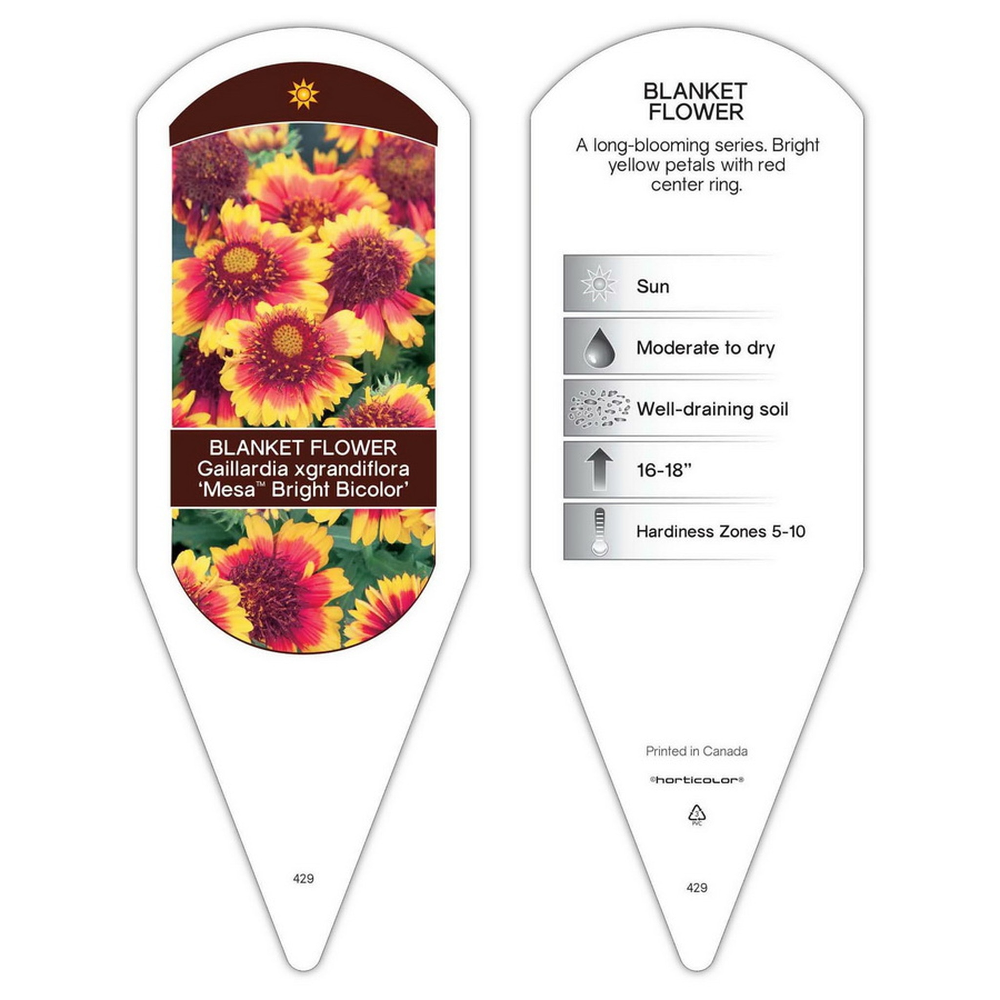 BLANKET FLOWER
Gaillardia xgrandiflora
‘Mesa™ Bright Bicolor’
429
BLANKET
FLOWER
A long-blooming series. Bright
yellow petals with red
center ring.
Sun
Moderate to dry
Well-draining soil
16-18”
Hardiness Zones 5-10
Printed in Canada
©horticolor®
3
PVC
429